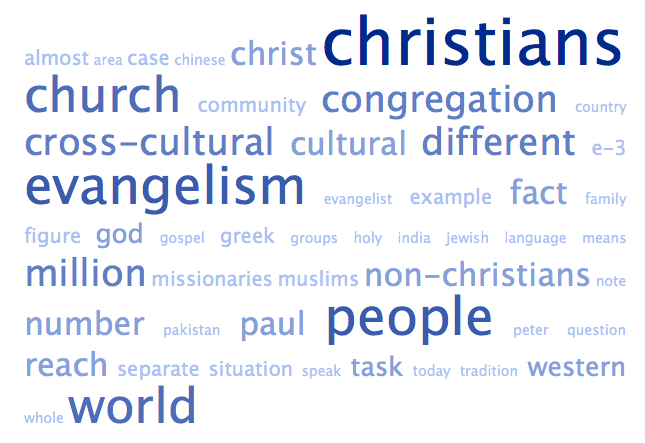 almost area case chinese christ christians
church community congregation country
cross-cultural cultural different e-3
evangelism evangelist example fact family
figure god gospel greek groups holy india jewish language means
million missionaries muslims non-christians note
number pakistan paul people peter question
reach separate situation speak task today tradition western
whole world